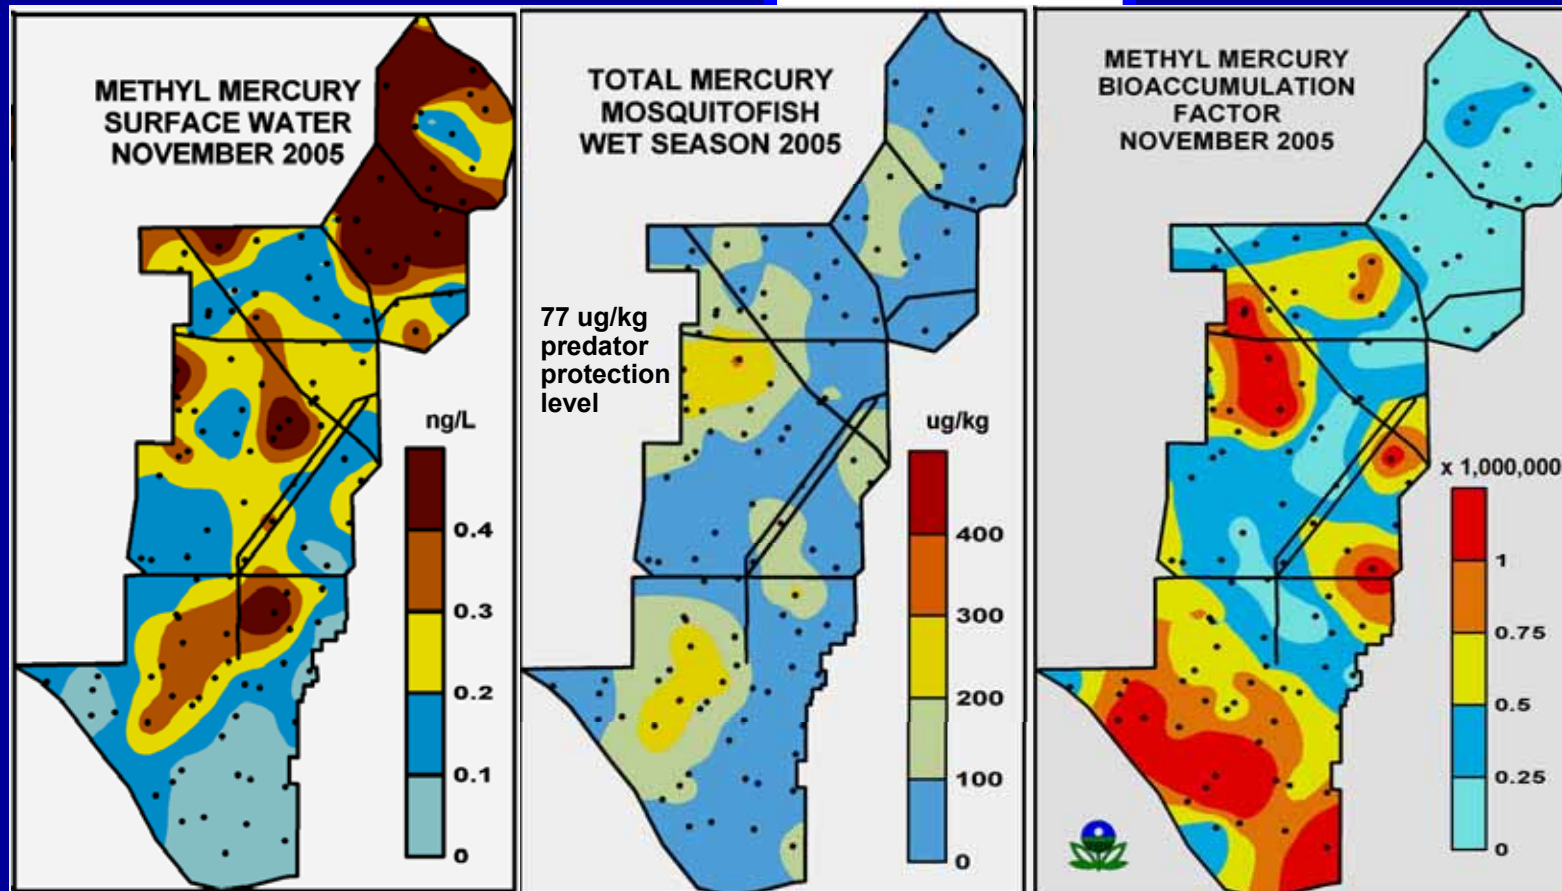 METHYL MERCURY
SURFACE WATER
NOVEMBER 2005
ng/L
0.4
0.3
0.2
0.1
0
TOTAL MERCURY
MOSQUITOFISH
WET SEASON 2005
77 ug/kg
predator
protection
level
ug/kg
400
300
200
100
0
METHYL MERCURY
BIOACCUMULATION
FACTOR
NOVEMBER 2005
x 1,000,000
1
0.75
0.5
0.25
0